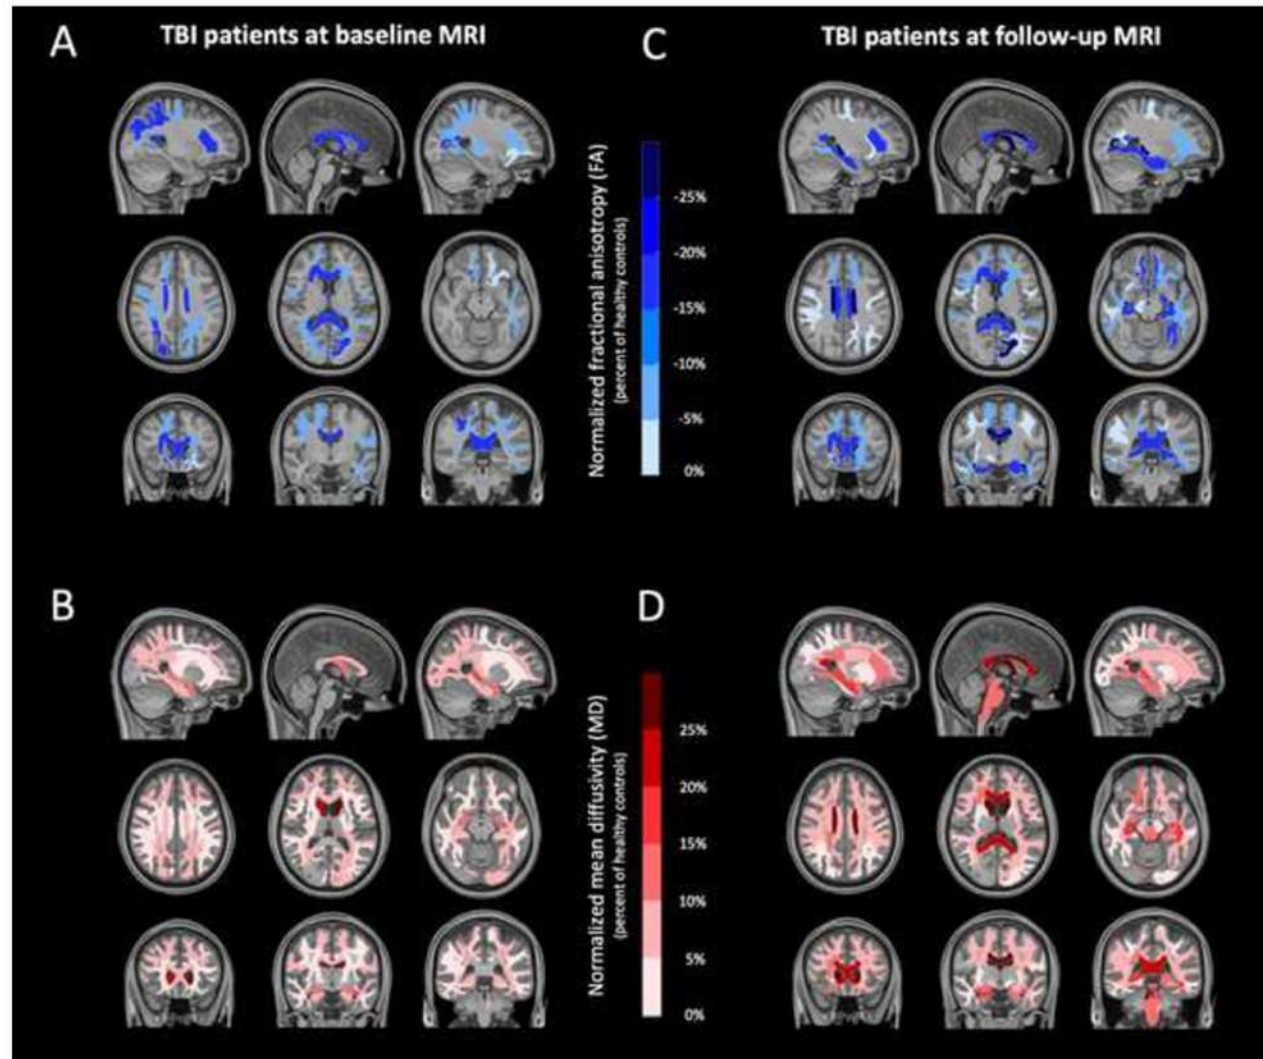 A
TBI patients at baseline MRI
C
TBI patients at follow-up MRI
Normalized fractional anisotropy (FA)
(percent of healthy controls)
-25%
-20%
-15%
-10%
-5%
0%
B
D
Normalized mean diffusivity (MD)
(percent of healthy controls)
25%
20%
15%
10%
5%
0%